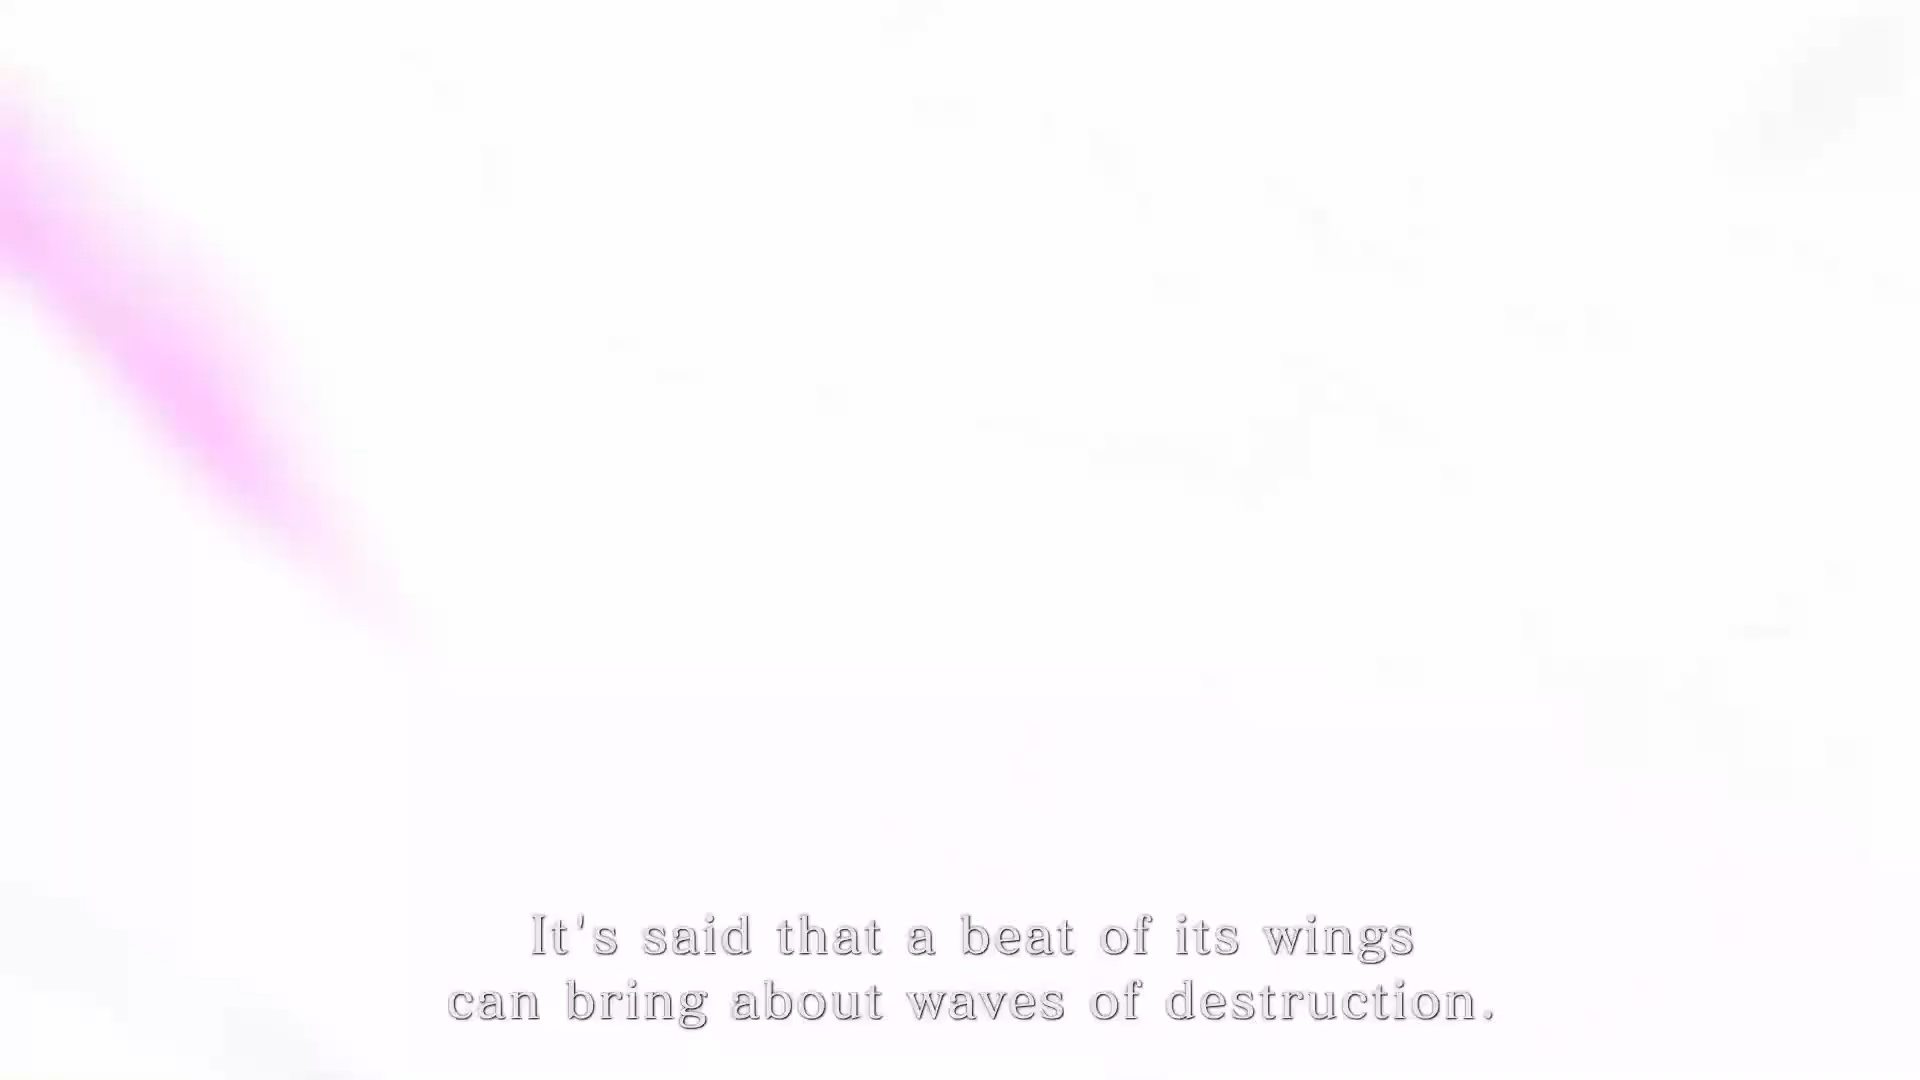 It's said that a beat of its wings
can bring about waves of destruction.